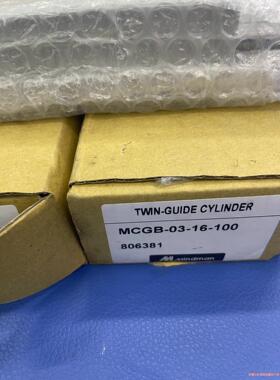 TWIN-GUIDE CYLINDER
MCGB-03-16-100
806381
mindman